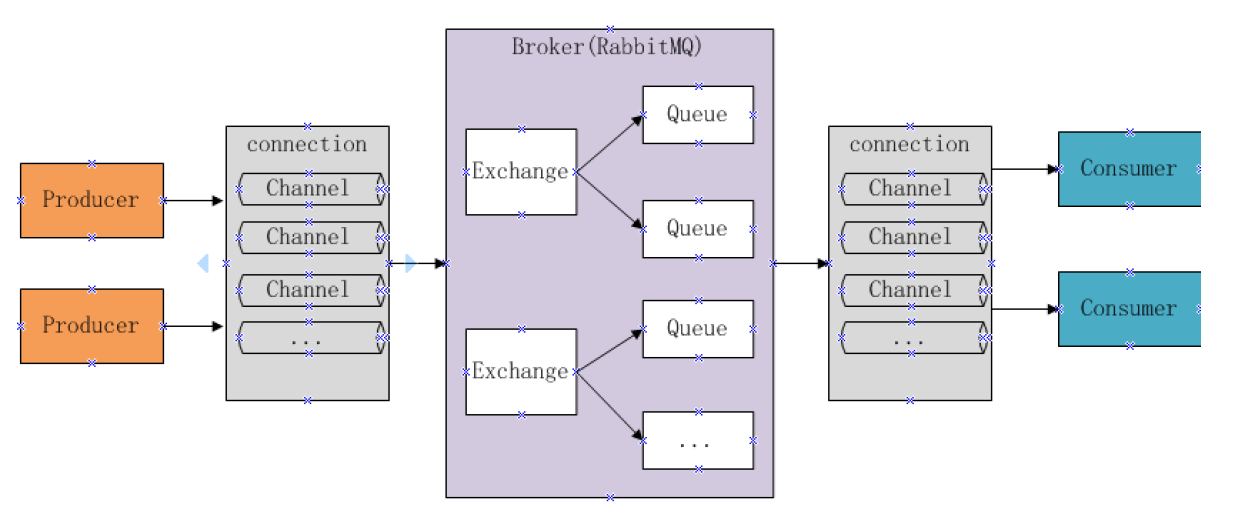 Broker(RabbitMQ)
Producer
Producer
connection
Channel
Channel
Channel
...
Exchange
Queue
Queue
Exchange
Queue
...
connection
Channel
Channel
Channel
...
Consumer
Consumer